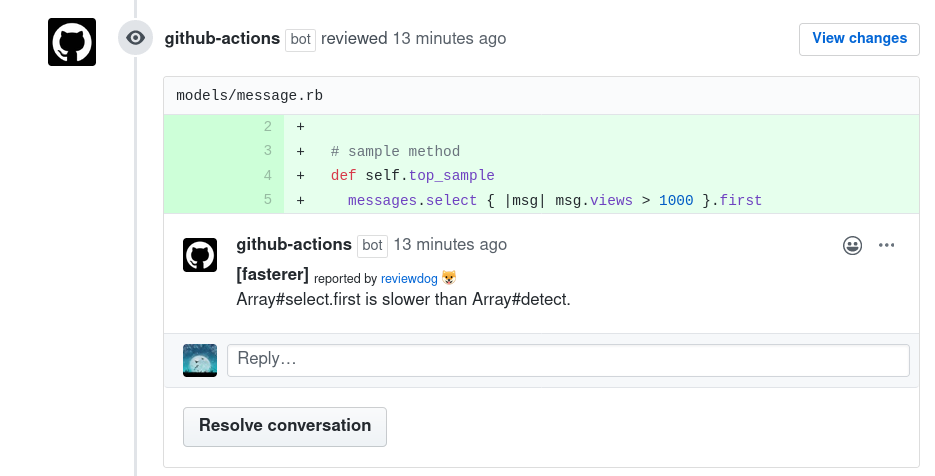 github-actions bot reviewed 13 minutes ago View changes
models/message.rb
2 +
3 + # sample method
4 + def self.top_sample
5 + messages.select { |msg| msg.views > 1000 }.first
github-actions bot 13 minutes ago
[fasterer] reported by reviewdog 🐶
Array#select.first is slower than Array#detect.
Reply…
Resolve conversation